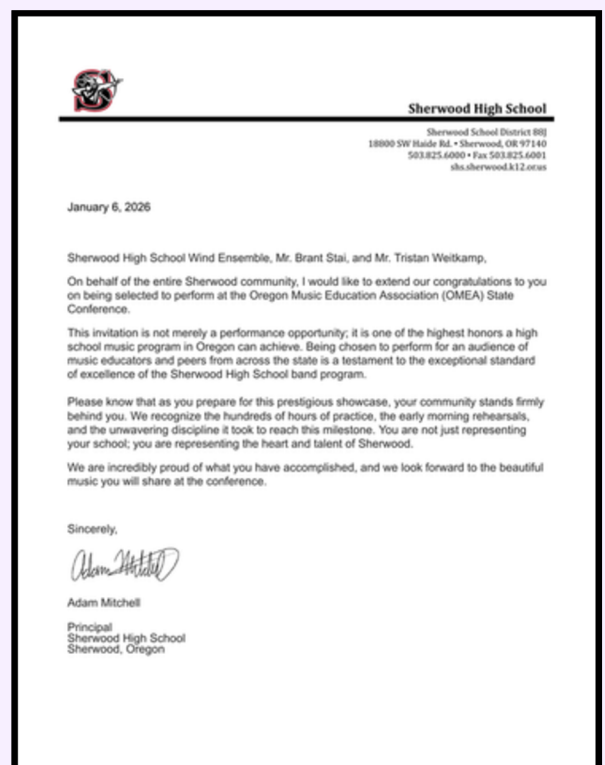 S
Sherwood High School
Sherwood School District 88J
18800 SW Haide Rd. • Sherwood, OR 97140
503.825.6000 • Fax 503.825.6001
shs.sherwood.k12.or.us
January 6, 2026
Sherwood High School Wind Ensemble, Mr. Brant Stai, and Mr. Tristan Weitkamp,
On behalf of the entire Sherwood community, I would like to extend our congratulations to you
on being selected to perform at the Oregon Music Education Association (OMEA) State
Conference.
This invitation is not merely a performance opportunity; it is one of the highest honors a high
school music program in Oregon can achieve. Being chosen to perform for an audience of
music educators and peers from across the state is a testament to the exceptional standard
of excellence of the Sherwood High School band program.
Please know that as you prepare for this prestigious showcase, your community stands firmly
behind you. We recognize the hundreds of hours of practice, the early morning rehearsals,
and the unwavering discipline it took to reach this milestone. You are not just representing
your school; you are representing the heart and talent of Sherwood.
We are incredibly proud of what you have accomplished, and we look forward to the beautiful
music you will share at the conference.
Sincerely,
Adam Mitchell
Adam Mitchell
Principal
Sherwood High School
Sherwood, Oregon